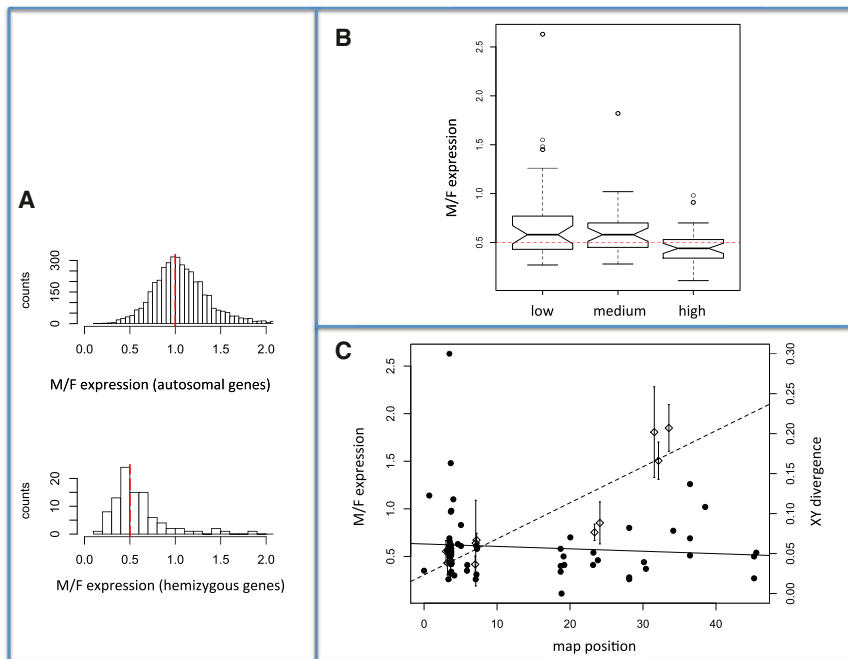 A
counts
0 150 300
0.0 0.5 1.0 1.5 2.0
M/F expression (autosomal genes)
counts
0 10 20
0.0 0.5 1.0 1.5 2.0
M/F expression (hemizygous genes)
B
M/F expression
0.5 1.0 1.5 2.0 2.5
low medium high
C
M/F expression
0.5 1.0 1.5 2.0 2.5
0 10 20 30 40
map position
0.00 0.05 0.10 0.15 0.20 0.25 0.30
XY divergence